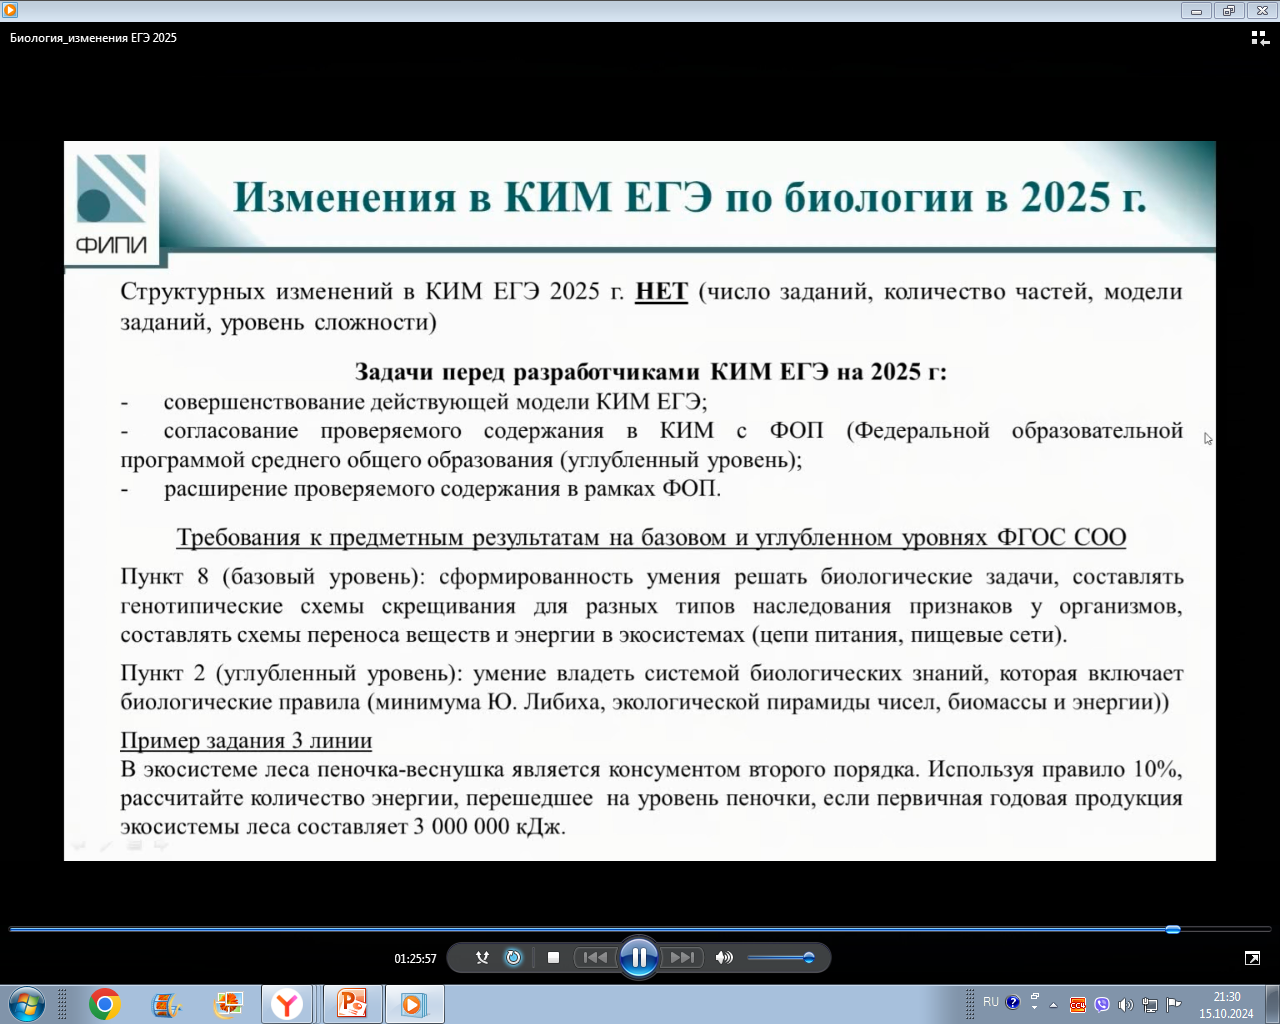 Биология_изменения ЕГЭ 2025
ФИПИ
Изменения в КИМ ЕГЭ по биологии в 2025 г.
Структурных изменений в КИМ ЕГЭ 2025 г. НЕТ (число заданий, количество частей, модели
заданий, уровень сложности)
Задачи перед разработчиками КИМ ЕГЭ на 2025 г:
- совершенствование действующей модели КИМ ЕГЭ;
- согласование проверяемого содержания в КИМ с ФОП (Федеральной образовательной
программой среднего общего образования (углубленный уровень);
- расширение проверяемого содержания в рамках ФОП.
Требования к предметным результатам на базовом и углубленном уровнях ФГОС СОО
Пункт 8 (базовый уровень): сформированность умения решать биологические задачи, составлять
генотипические схемы скрещивания для разных типов наследования признаков у организмов,
составлять схемы переноса веществ и энергии в экосистемах (цепи питания, пищевые сети).
Пункт 2 (углубленный уровень): умение владеть системой биологических знаний, которая включает
биологические правила (минимума Ю. Либиха, экологической пирамиды чисел, биомассы и энергии))
Пример задания 3 линии
В экосистеме леса пеночка-веснушка является консументом второго порядка. Используя правило 10%,
рассчитайте количество энергии, перешедшее на уровень пеночки, если первичная годовая продукция
экосистемы леса составляет 3 000 000 кДж.
01:25:57
RU
21:30
15.10.2024